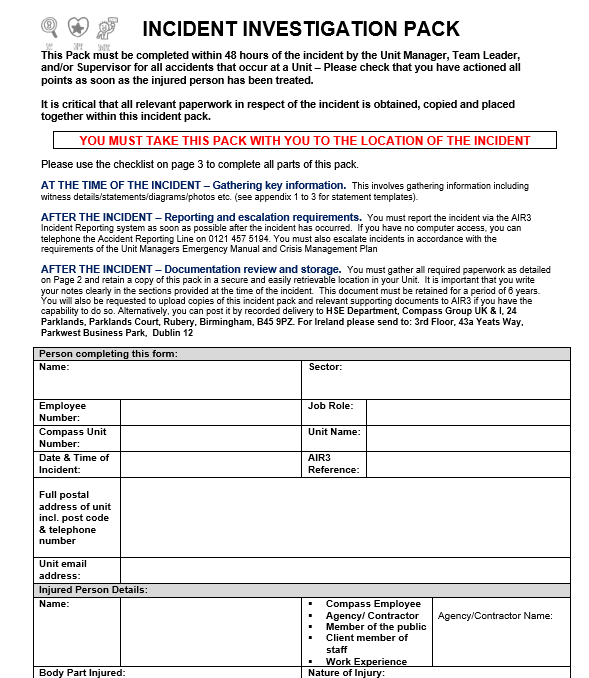 INCIDENT INVESTIGATION PACK
This Pack must be completed within 48 hours of the incident by the Unit Manager, Team Leader,
and/or Supervisor for all accidents that occur at a Unit – Please check that you have actioned all
points as soon as the injured person has been treated.
It is critical that all relevant paperwork in respect of the incident is obtained, copied and placed
together within this incident pack.
YOU MUST TAKE THIS PACK WITH YOU TO THE LOCATION OF THE INCIDENT
Please use the checklist on page 3 to complete all parts of this pack.
AT THE TIME OF THE INCIDENT – Gathering key information. This involves gathering information including
witness details/statements/diagrams/photos etc. (see appendix 1 to 3 for statement templates).
AFTER THE INCIDENT – Reporting and escalation requirements. You must report the incident via the AIR3
Incident Reporting system as soon as possible after the incident has occurred. If you have no computer access, you can
telephone the Accident Reporting Line on 0121 457 5194. You must also escalate incidents in accordance with the
requirements of the Unit Managers Emergency Manual and Crisis Management Plan
AFTER THE INCIDENT – Documentation review and storage. You must gather all required paperwork as detailed
on Page 2 and retain a copy of this pack in a secure and easily retrievable location in your Unit. It is important that you write
your notes clearly in the sections provided at the time of the incident. This document must be retained for a period of 6 years.
You will also be requested to upload copies of this incident pack and relevant supporting documents to AIR3 if you have the
capability to do so. Alternatively, you can post it by recorded delivery to HSE Department, Compass Group UK & I, 24
Parklands, Parklands Court, Rubery, Birmingham, B45 9PZ. For Ireland please send to: 3rd Floor, 43a Yeats Way,
Parkwest Business Park, Dublin 12
Person completing this form:
Name: Sector:
Employee Job Role:
Number:
Compass Unit Unit Name:
Number:
Date & Time of AIR3
Incident: Reference:
Full postal
address of unit
incl. post code
& telephone
number
Unit email
address:
Injured Person Details:
Name:
▪ Compass Employee
▪ Agency/ Contractor
▪ Member of the public
▪ Client member of
staff
▪ Work Experience
Agency/Contractor Name:
Body Part Injured: Nature of Injury: